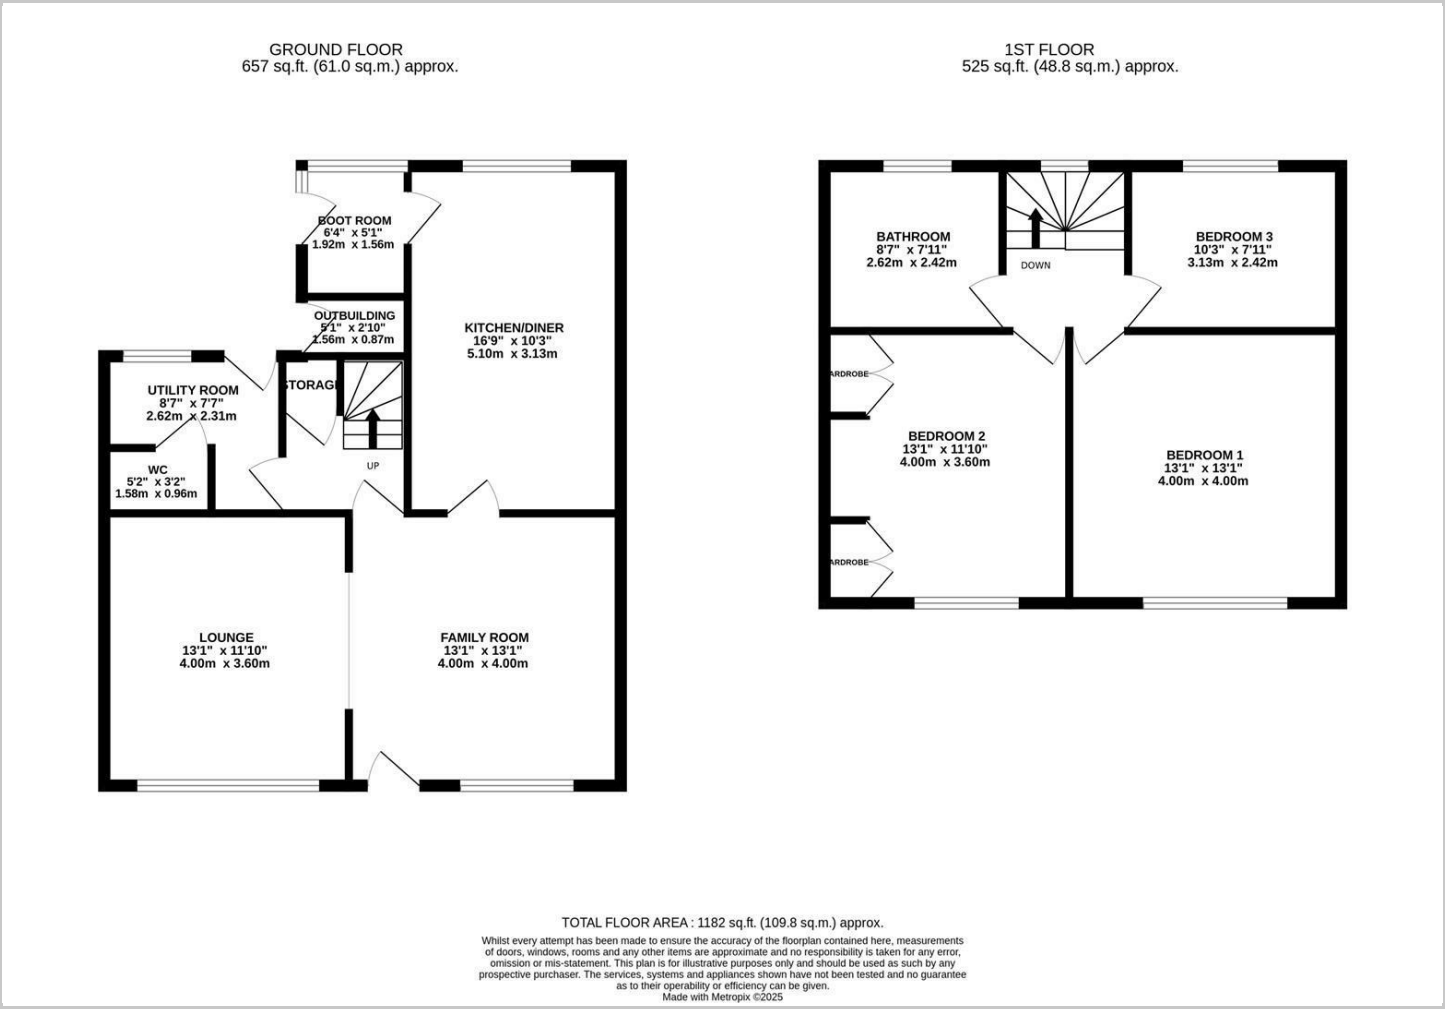 GROUND FLOOR
657 sq.ft. (61.0 sq.m.) approx.
1ST FLOOR
525 sq.ft. (48.8 sq.m.) approx.
BOOT ROOM
6'4" x 5'1"
1.92m x 1.56m
OUTBUILDING
5'1" x 2'10"
1.56m x 0.87m
KITCHEN/DINER
16'9" x 10'3"
5.10m x 3.13m
UTILITY ROOM
8'7" x 7'7"
2.62m x 2.31m
STORAGE
WC
5'2" x 3'2"
1.58m x 0.96m
UP
LOUNGE
13'1" x 11'10"
4.00m x 3.60m
FAMILY ROOM
13'1" x 13'1"
4.00m x 4.00m
BATHROOM
8'7" x 7'11"
2.62m x 2.42m
DOWN
BEDROOM 3
10'3" x 7'11"
3.13m x 2.42m
ARDROBE
BEDROOM 2
13'1" x 11'10"
4.00m x 3.60m
BEDROOM 1
13'1" x 13'1"
4.00m x 4.00m
ARDROBE
TOTAL FLOOR AREA : 1182 sq.ft. (109.8 sq.m.) approx.
Whilst every attempt has been made to ensure the accuracy of the floorplan contained here, measurements
of doors, windows, rooms and any other items are approximate and no responsibility is taken for any error,
omission or mis-statement. This plan is for illustrative purposes only and should be used as such by any
prospective purchaser. The services, systems and appliances shown have not been tested and no guarantee
as to their operability or efficiency can be given.
Made with Metropix ©2025